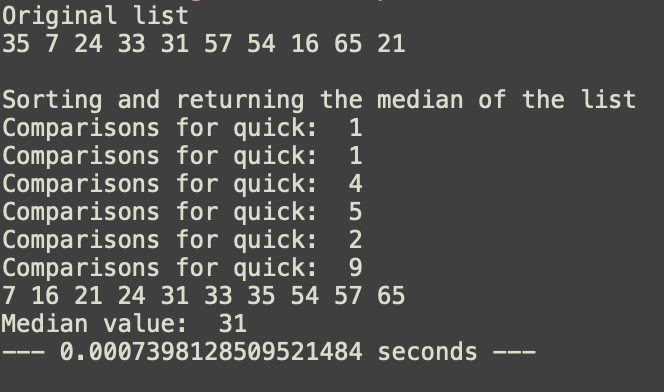 Original list
35 7 24 33 31 57 54 16 65 21
Sorting and returning the median of the list
Comparisons for quick:  1
Comparisons for quick:  1
Comparisons for quick:  4
Comparisons for quick:  5
Comparisons for quick:  2
Comparisons for quick:  9
7 16 21 24 31 33 35 54 57 65
Median value:  31
--- 0.0007398128509521484 seconds ---